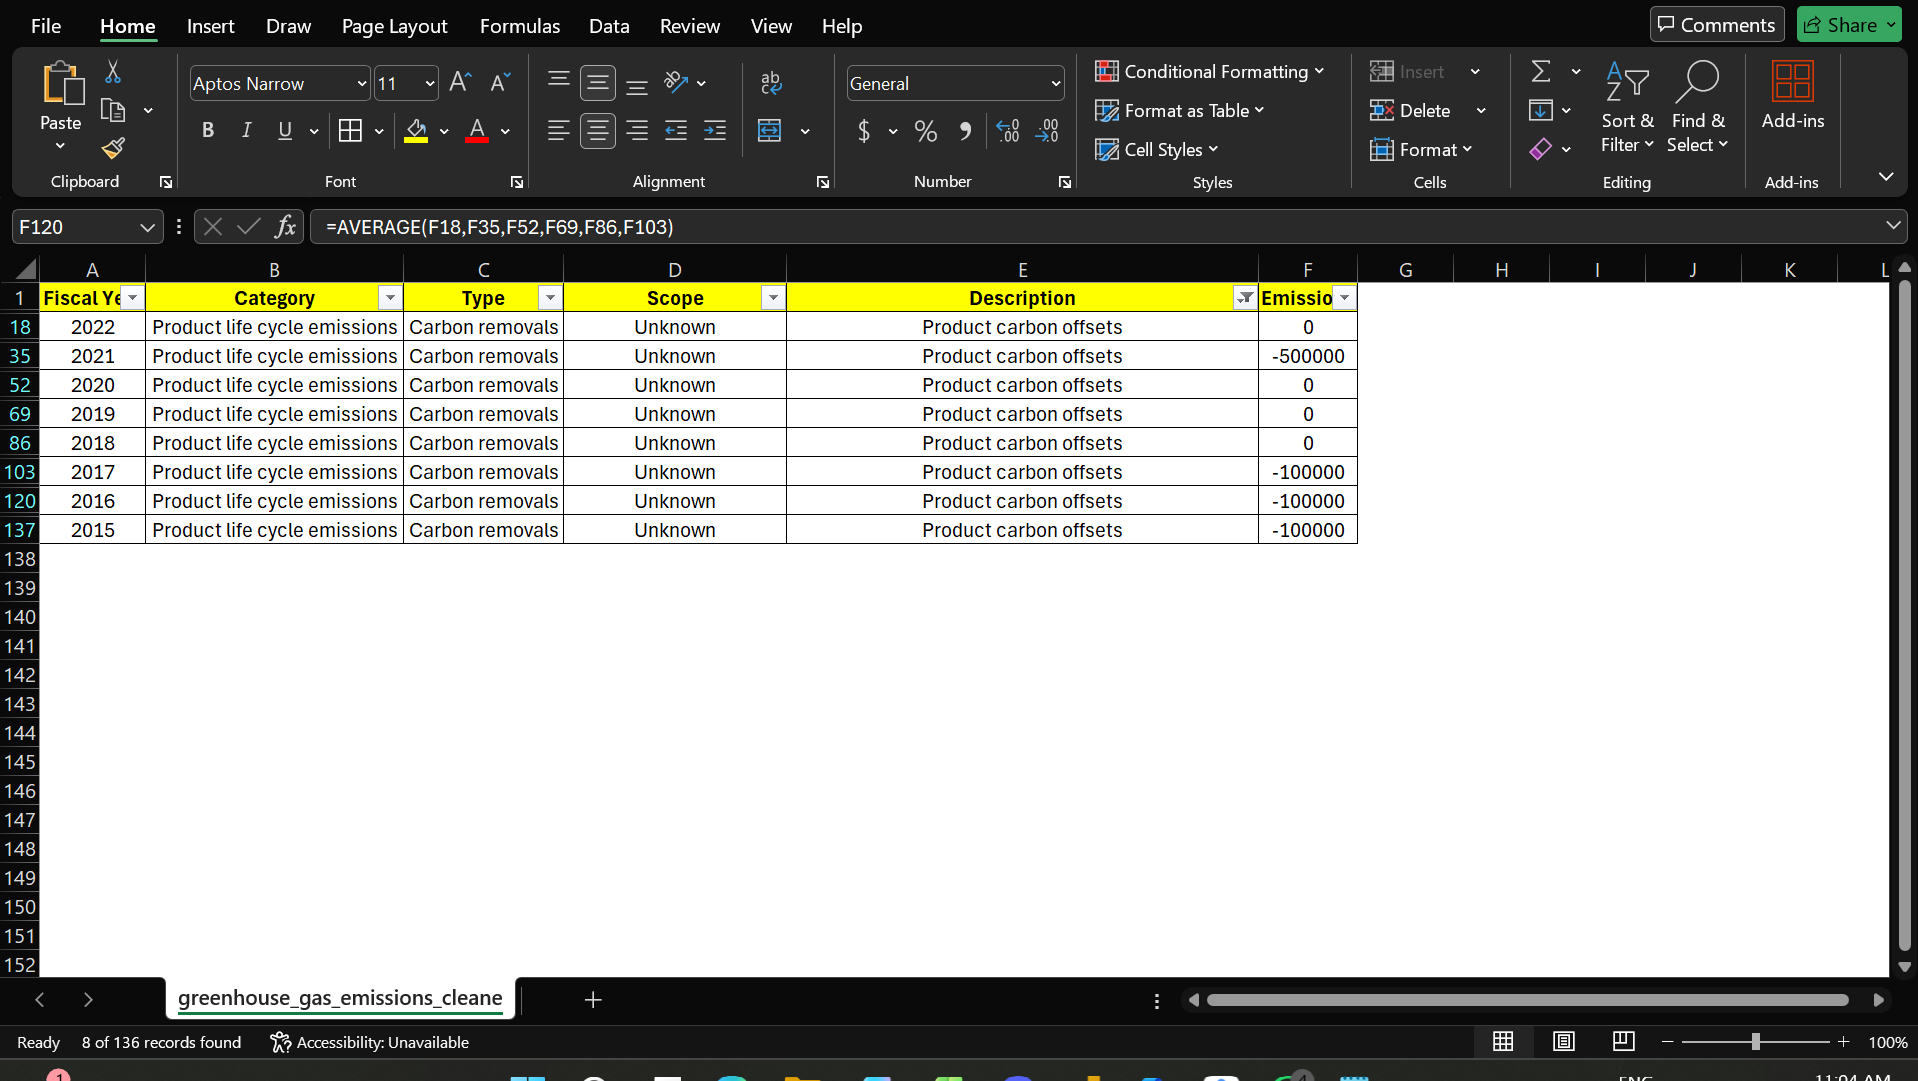 File Home Insert Draw Page Layout Formulas Data Review View Help Comments Share
Paste
Aptos Narrow 11 A A
B I U A
ab
General
$ % 9 .00 .00
Conditional Formatting
Format as Table
Cell Styles
Insert
Delete
Format
Sort & Filter
Find & Select
Add-ins
Clipboard Font Alignment Number Styles Cells Editing Add-ins
F120 fx =AVERAGE(F18,F35,F52,F69,F86,F103)
A B C D E F G H I J K L
1 Fiscal Ye Category Type Scope Description Emissio
18 2022 Product life cycle emissions Carbon removals Unknown Product carbon offsets 0
35 2021 Product life cycle emissions Carbon removals Unknown Product carbon offsets -500000
52 2020 Product life cycle emissions Carbon removals Unknown Product carbon offsets 0
69 2019 Product life cycle emissions Carbon removals Unknown Product carbon offsets 0
86 2018 Product life cycle emissions Carbon removals Unknown Product carbon offsets 0
103 2017 Product life cycle emissions Carbon removals Unknown Product carbon offsets -100000
120 2016 Product life cycle emissions Carbon removals Unknown Product carbon offsets -100000
137 2015 Product life cycle emissions Carbon removals Unknown Product carbon offsets -100000
138
139
140
141
142
143
144
145
146
147
148
149
150
151
152
greenhouse_gas_emissions_cleane
Ready 8 of 136 records found Accessibility: Unavailable 100%